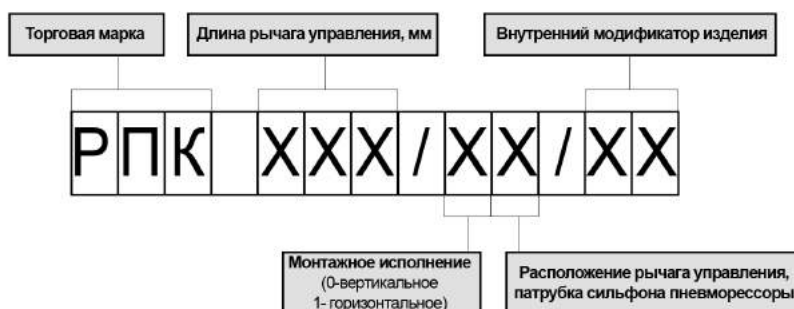 Торговая марка
Длина рычага управления, мм
Внутренний модификатор изделия
РПК ХХХ/ХХ/ХХ
Монтажное исполнение
(0-вертикальное
1- горизонтальное)
Расположение рычага управления,
патрубка сильфона пневморессоры